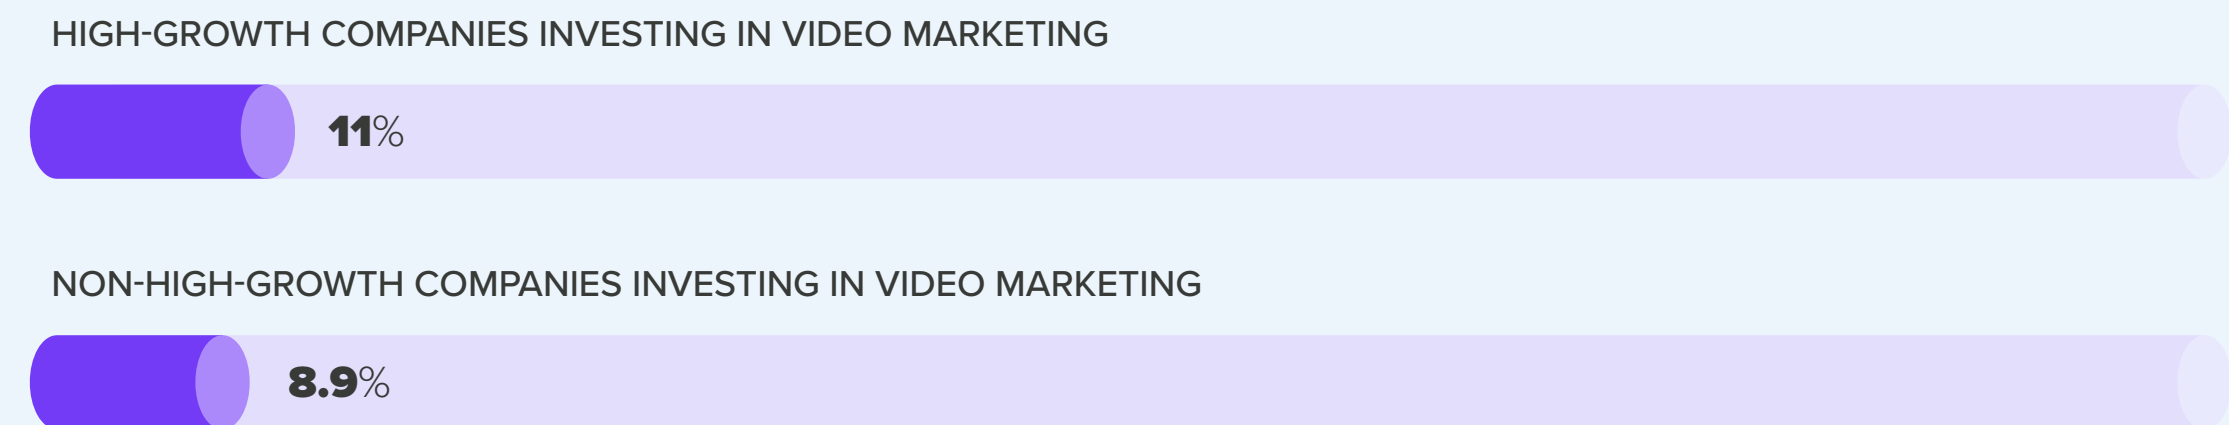 HIGH-GROWTH COMPANIES INVESTING IN VIDEO MARKETING
11%
NON-HIGH-GROWTH COMPANIES INVESTING IN VIDEO MARKETING
8.9%